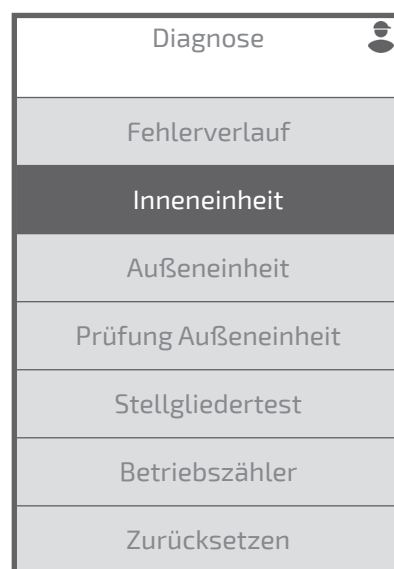 Diagnose
Fehlerverlauf
Inneneinheit
Außeneinheit
Prüfung Außeneinheit
Stellgliedertest
Betriebszähler
Zurücksetzen